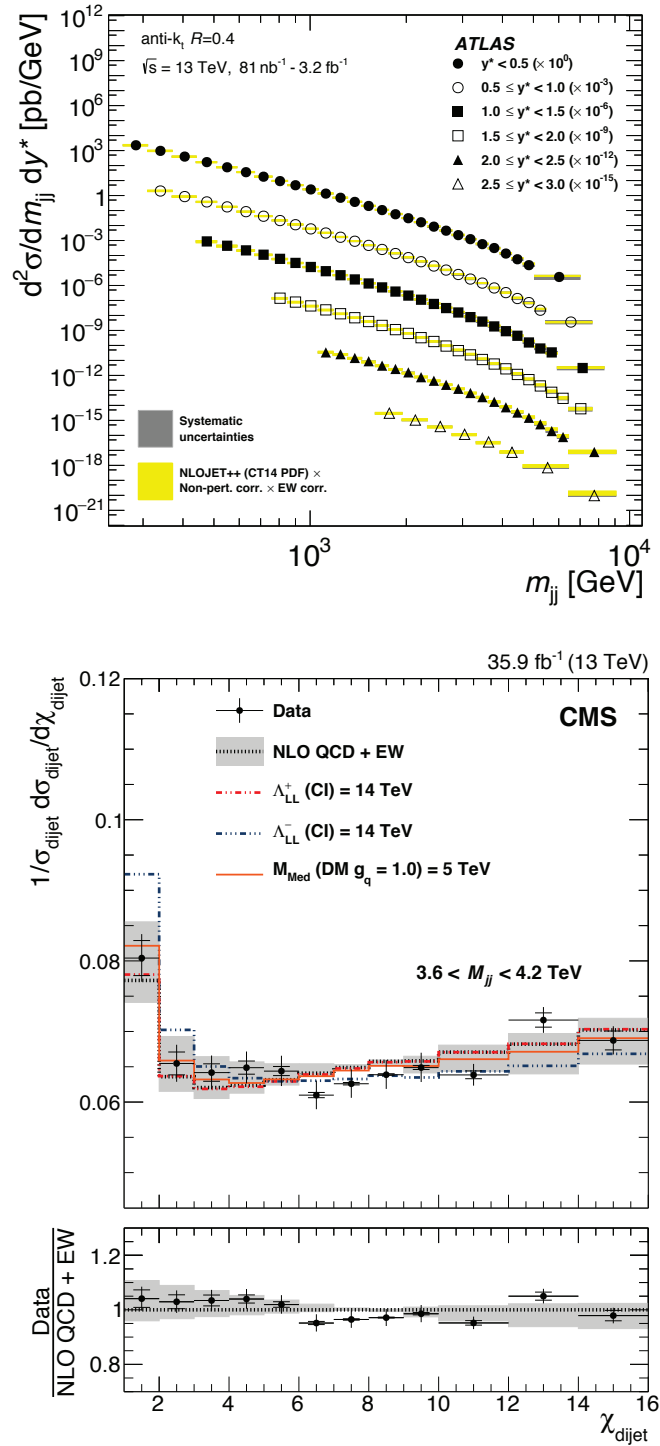 anti-kₜ R=0.4
√s = 13 TeV, 81 nb⁻¹ - 3.2 fb⁻¹
ATLAS
y* < 0.5 (× 10⁰)
0.5 ≤ y* < 1.0 (× 10⁻³)
1.0 ≤ y* < 1.5 (× 10⁻⁶)
1.5 ≤ y* < 2.0 (× 10⁻⁹)
2.0 ≤ y* < 2.5 (× 10⁻¹²)
2.5 ≤ y* < 3.0 (× 10⁻¹⁵)
d²σ/dm_jj dy* [pb/GeV]
10¹²
10⁹
10⁶
10³
1
10⁻³
10⁻⁶
10⁻⁹
10⁻¹²
10⁻¹⁵
10⁻¹⁸
10⁻²¹
Systematic
uncertainties
NLOJET++ (CT14 PDF) ×
Non-pert. corr. × EW corr.
10³ 10⁴
m_jj [GeV]
35.9 fb⁻¹ (13 TeV)
CMS
1/σ_dijet dσ_dijet/dχ_dijet
0.12
0.1
0.08
0.06
Data
NLO QCD + EW
Λ⁺_LL (CI) = 14 TeV
Λ⁻_LL (CI) = 14 TeV
M_Med (DM g_q = 1.0) = 5 TeV
3.6 < M_jj < 4.2 TeV
Data
NLO QCD + EW
1.2
1
0.8
2 4 6 8 10 12 14 16
χ_dijet